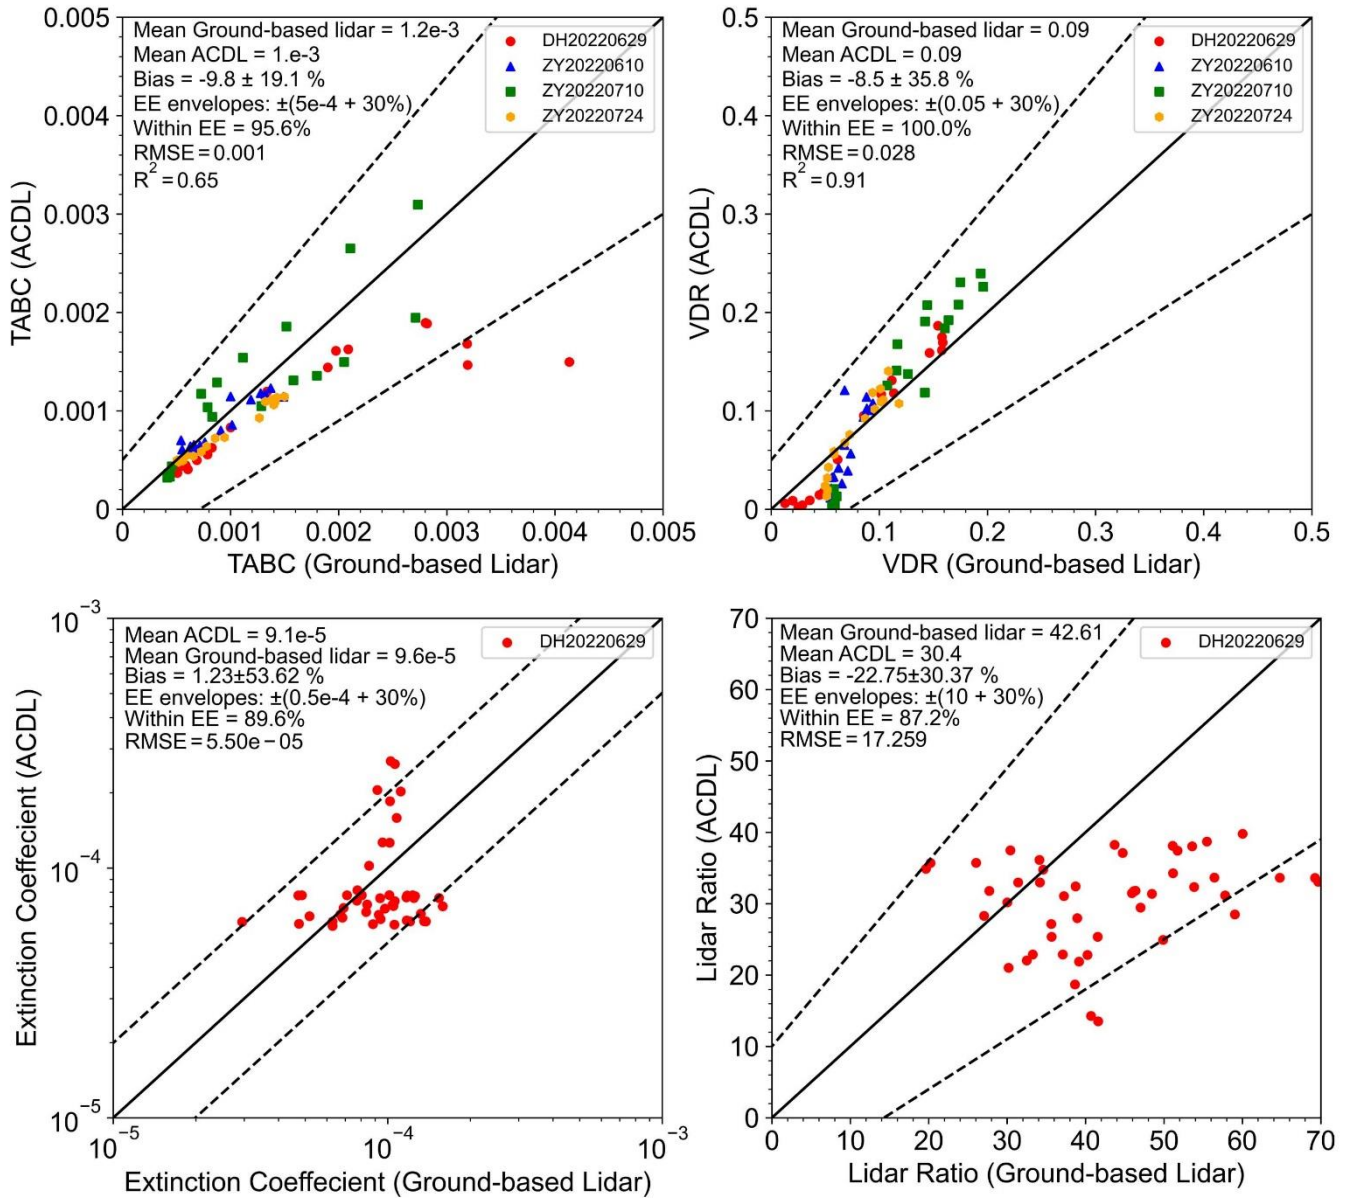 Mean Ground-based lidar = 1.2e-3
Mean ACDL = 1.e-3
Bias = -9.8 ± 19.1 %
EE envelopes: ±(5e-4 + 30%)
Within EE = 95.6%
RMSE = 0.001
R² = 0.65
DH20220629
ZY20220610
ZY20220710
ZY20220724
0.005
0.004
0.003
0.002
0.001
0
TABC (ACDL)
0 0.001 0.002 0.003 0.004 0.005
TABC (Ground-based Lidar)
Mean Ground-based lidar = 0.09
Mean ACDL = 0.09
Bias = -8.5 ± 35.8 %
EE envelopes: ±(0.05 + 30%)
Within EE = 100.0%
RMSE = 0.028
R² = 0.91
DH20220629
ZY20220610
ZY20220710
ZY20220724
0.5
0.4
0.3
0.2
0.1
0
VDR (ACDL)
0 0.1 0.2 0.3 0.4 0.5
VDR (Ground-based Lidar)
Mean ACDL = 9.1e-5
Mean Ground-based lidar = 9.6e-5
Bias = 1.23±53.62 %
EE envelopes: ±(0.5e-4 + 30%)
Within EE = 89.6%
RMSE = 5.50e−05
DH20220629
10⁻³
10⁻⁴
10⁻⁵
Extinction Coeffecient (ACDL)
10⁻⁵ 10⁻⁴ 10⁻³
Extinction Coeffecient (Ground-based Lidar)
Mean Ground-based lidar = 42.61
Mean ACDL = 30.4
Bias = -22.75±30.37 %
EE envelopes: ±(10 + 30%)
Within EE = 87.2%
RMSE = 17.259
DH20220629
70
60
50
40
30
20
10
0
Lidar Ratio (ACDL)
0 10 20 30 40 50 60 70
Lidar Ratio (Ground-based Lidar)